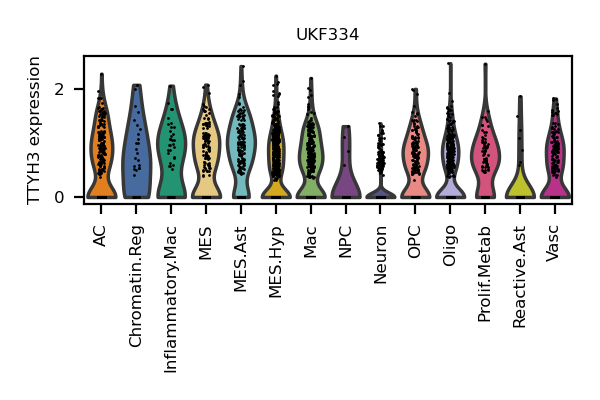 UKF334
TTYH3 expression
2
0
AC
Chromatin.Reg
Inflammatory.Mac
MES
MES.Ast
MES.Hyp
Mac
NPC
Neuron
OPC
Oligo
Prolif.Metab
Reactive.Ast
Vasc